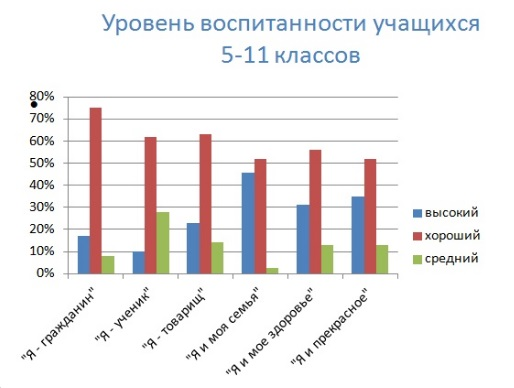 Уровень воспитанности учащихся
5-11 классов
80%
70%
60%
50%
40%
30%
20%
10%
0%
"Я - гражданин"
"Я - ученик"
"Я - товарищ"
"Я и моя семья"
"Я и мое здоровье"
"Я и прекрасное"
высокий
хороший
средний